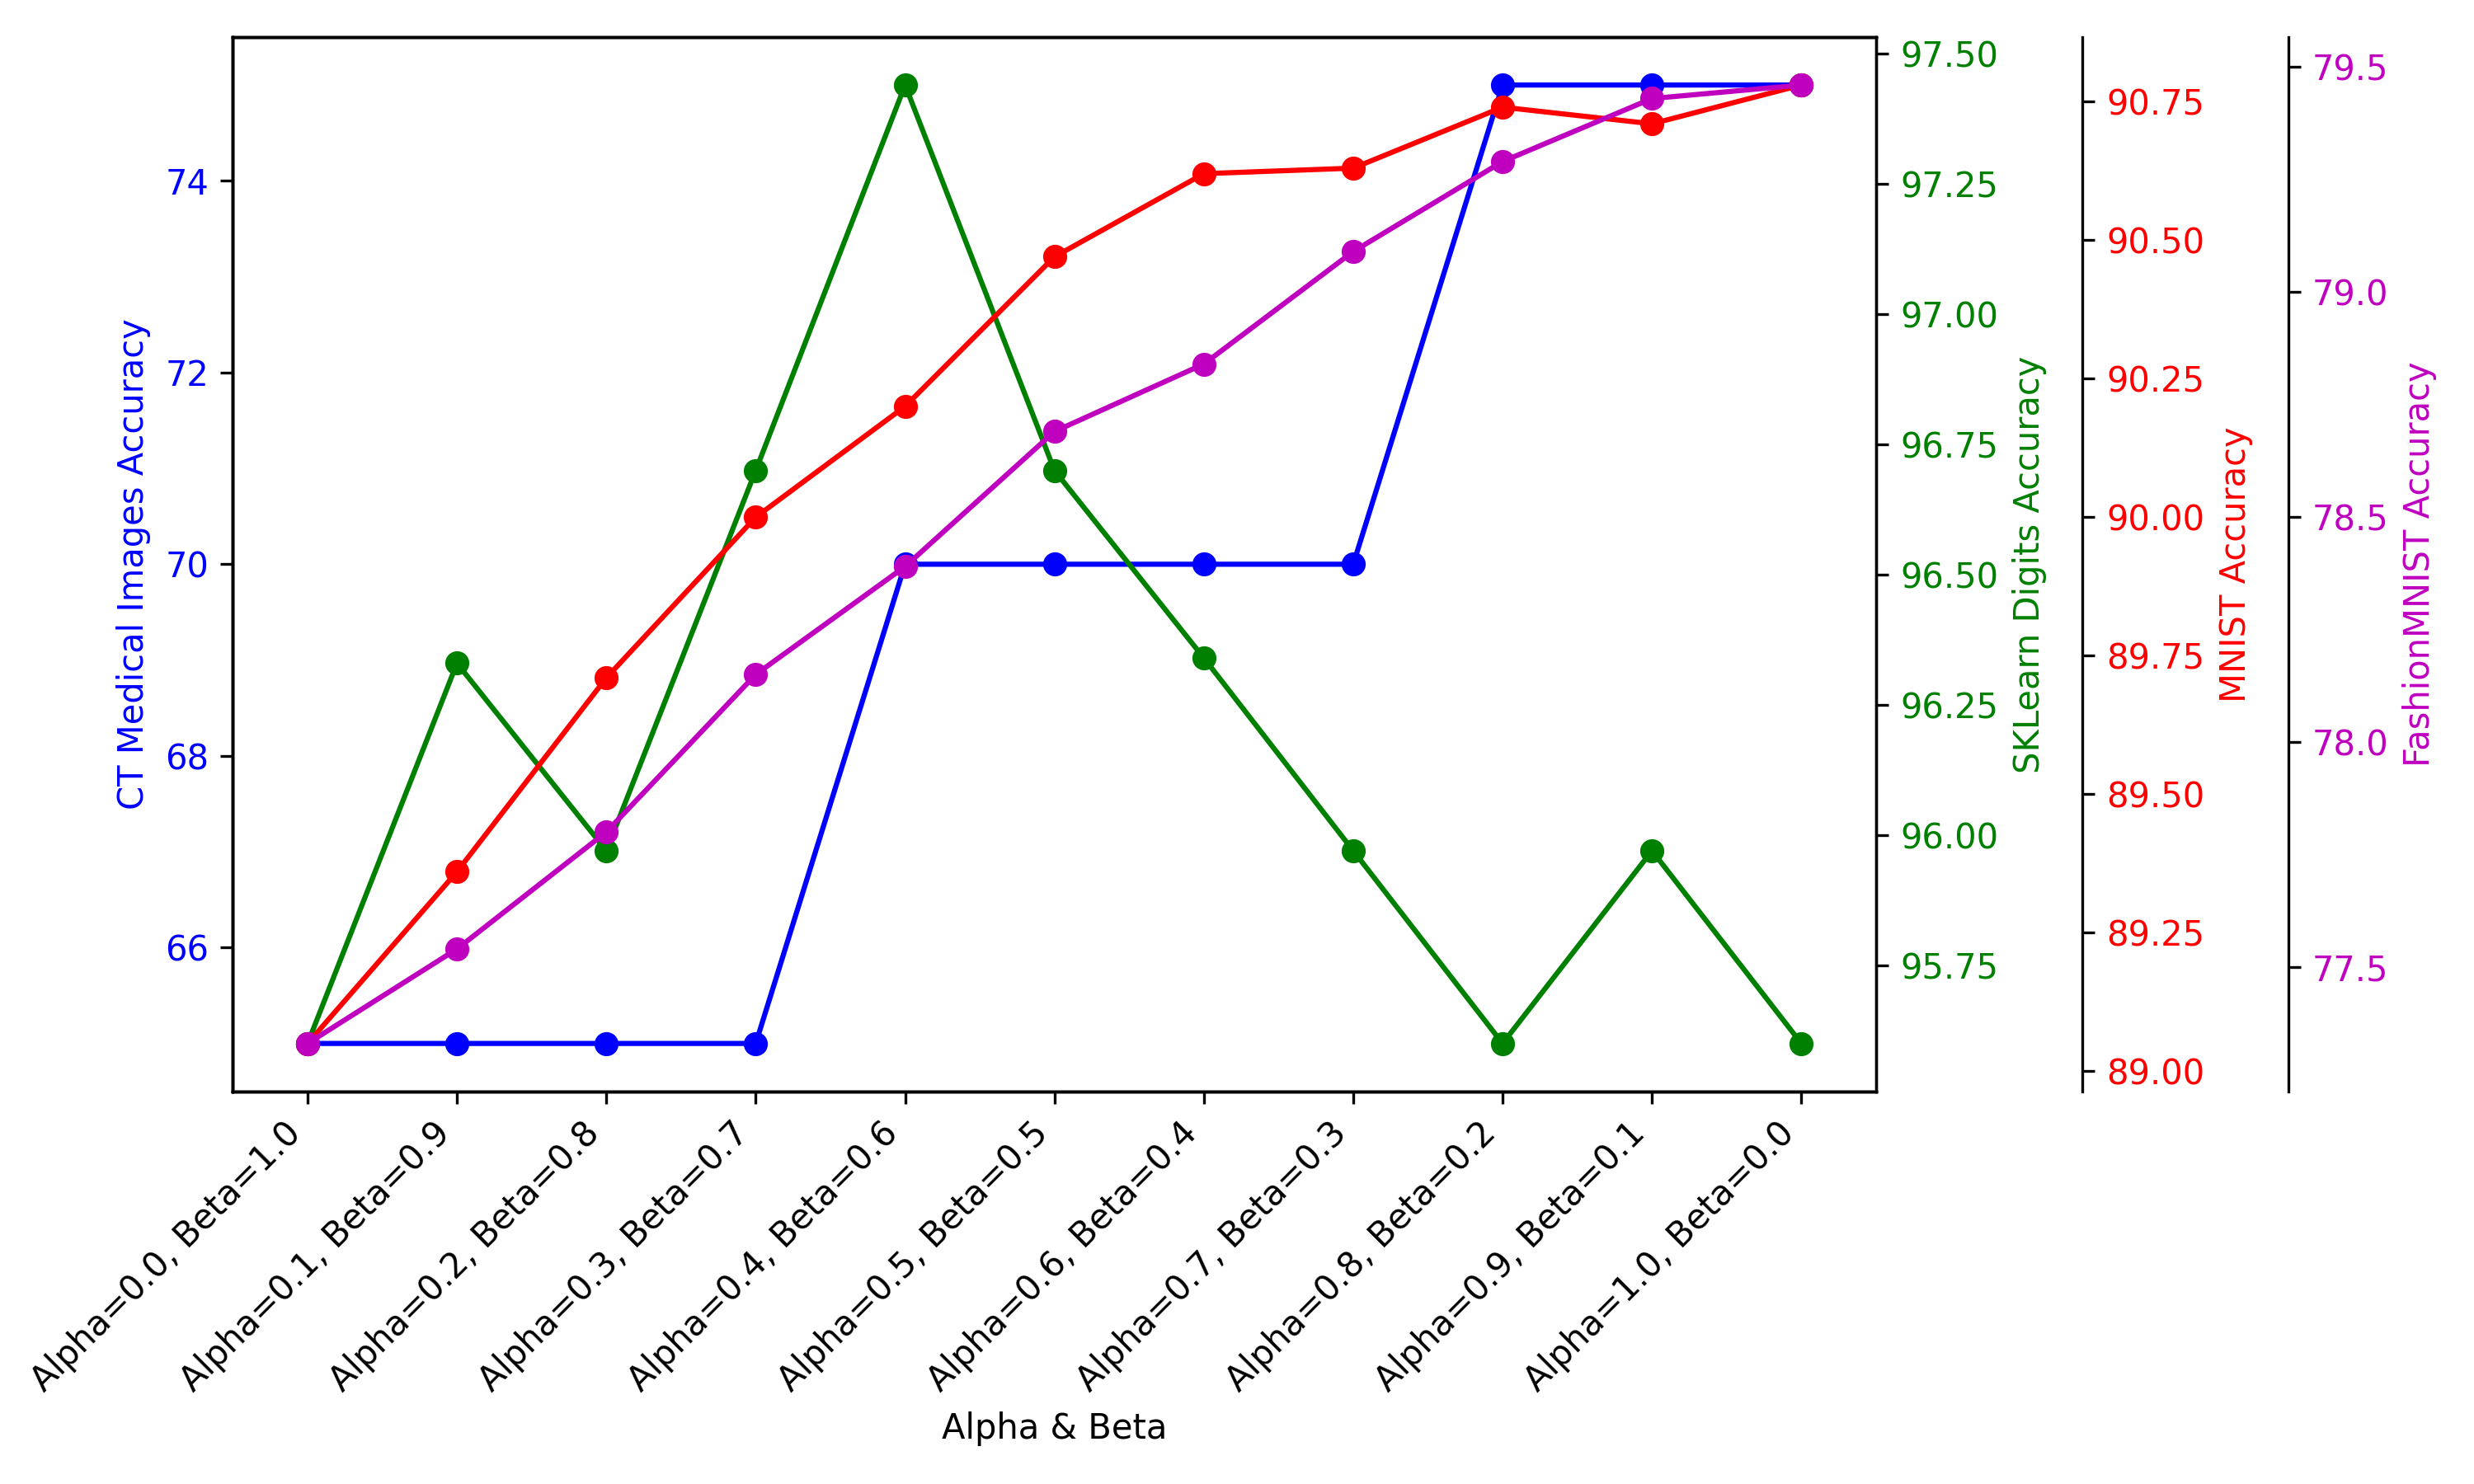 CT Medical Images Accuracy
74
72
70
68
66
97.50
97.25
97.00
96.75
96.50
96.25
96.00
95.75
SKLearn Digits Accuracy
90.75
90.50
90.25
90.00
89.75
89.50
89.25
89.00
MNIST Accuracy
79.5
79.0
78.5
78.0
77.5
FashionMNIST Accuracy
Alpha=0.0, Beta=1.0
Alpha=0.1, Beta=0.9
Alpha=0.2, Beta=0.8
Alpha=0.3, Beta=0.7
Alpha=0.4, Beta=0.6
Alpha=0.5, Beta=0.5
Alpha=0.6, Beta=0.4
Alpha=0.7, Beta=0.3
Alpha=0.8, Beta=0.2
Alpha=0.9, Beta=0.1
Alpha=1.0, Beta=0.0
Alpha & Beta